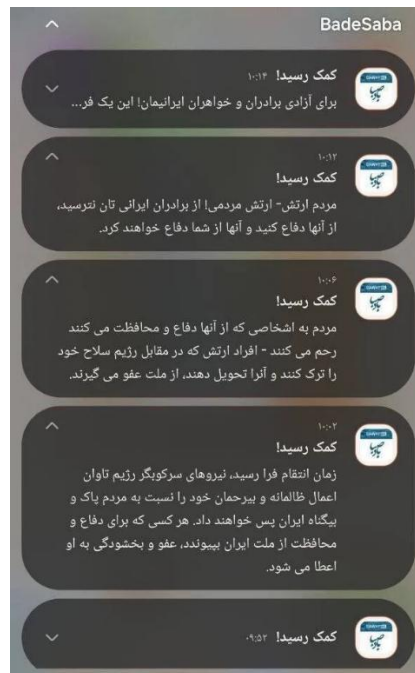 BadeSaba
کمک رسید! ۱۰:۱۴
برای آزادی برادران و خواهران ایرانیمان! این یک فر...
۱۰:۱۲
کمک رسید!
مردم ارتش- ارتش مردمی! از برادران ایرانی تان نترسید،
از آنها دفاع کنید و آنها از شما دفاع خواهند کرد.
۱۰:۰۶
کمک رسید!
مردم به اشخاصی که از آنها دفاع و محافظت می کنند
رحم می کنند - افراد ارتش که در مقابل رژیم سلاح خود
را ترک کنند و آنرا تحویل دهند، از ملت عفو می گیرند.
۱۰:۰۲
کمک رسید!
زمان انتقام فرا رسید، نیروهای سرکوبگر رژیم تاوان
اعمال ظالمانه و بیرحمان خود را نسبت به مردم پاک و
بیگناه ایران پس خواهند داد. هر کسی که برای دفاع و
محافظت از ملت ایران بپیوندد، عفو و بخشودگی به او
اعطا می شود.
کمک رسید! ۰۹:۵۲